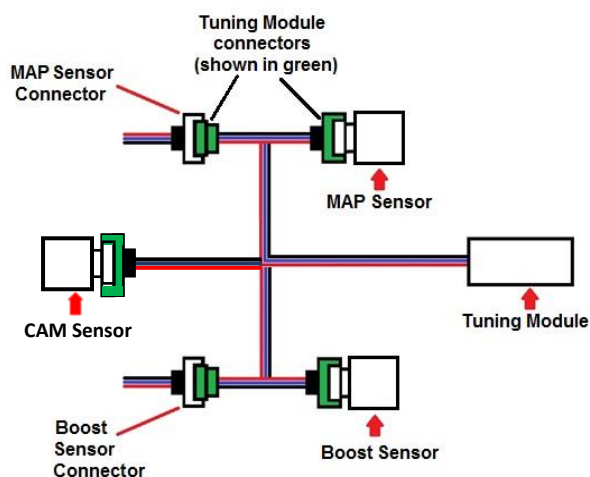 Tuning Module
connectors
(shown in green)
MAP Sensor
Connector
MAP Sensor
CAM Sensor
Tuning Module
Boost
Sensor
Connector
Boost Sensor